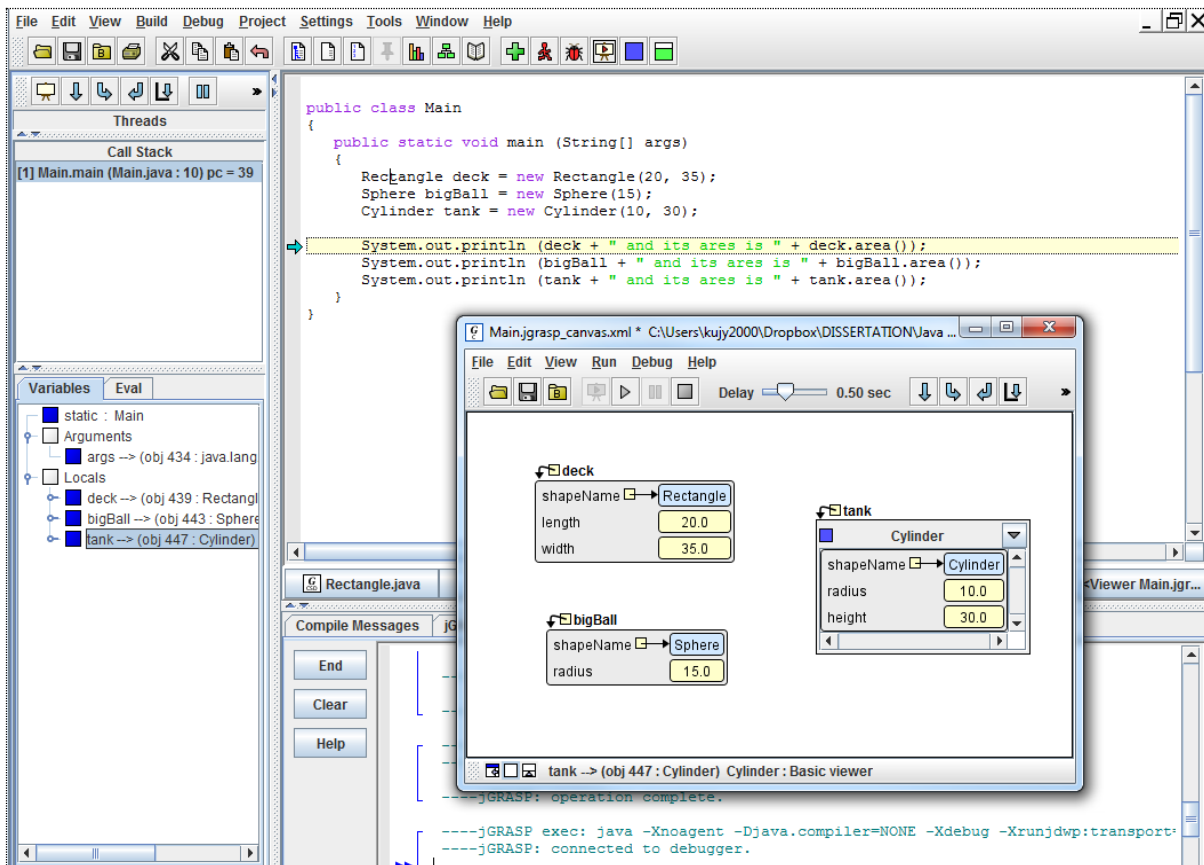 File Edit View Build Debug Project Settings Tools Window Help
Threads
Call Stack
[1] Main.main (Main.java : 10) pc = 39
Variables Eval
static : Main
Arguments
args --> (obj 434 : java.lang
Locals
deck --> (obj 439 : Rectangl
bigBall --> (obj 443 : Sphere
tank --> (obj 447 : Cylinder)
public class Main
{
public static void main (String[] args)
{
Rectangle deck = new Rectangle(20, 35);
Sphere bigBall = new Sphere(15);
Cylinder tank = new Cylinder(10, 30);
System.out.println (deck + " and its ares is " + deck.area());
System.out.println (bigBall + " and its ares is " + bigBall.area());
System.out.println (tank + " and its ares is " + tank.area());
}
}
Rectangle.java
<Viewer Main.jgr...
Compile Messages jG
End
Clear
Help
Main.jgrasp_canvas.xml * C:\Users\kujy2000\Dropbox\DISSERTATION\Java ...
File Edit View Run Debug Help
Delay 0.50 sec
deck
shapeName Rectangle
length 20.0
width 35.0
bigBall
shapeName Sphere
radius 15.0
tank
Cylinder
shapeName Cylinder
radius 10.0
height 30.0
tank --> (obj 447 : Cylinder) Cylinder : Basic viewer
----jGRASP: operation complete.
----jGRASP exec: java -Xnoagent -Djava.compiler=NONE -Xdebug -Xrunjdwp:transport=
----jGRASP: connected to debugger.